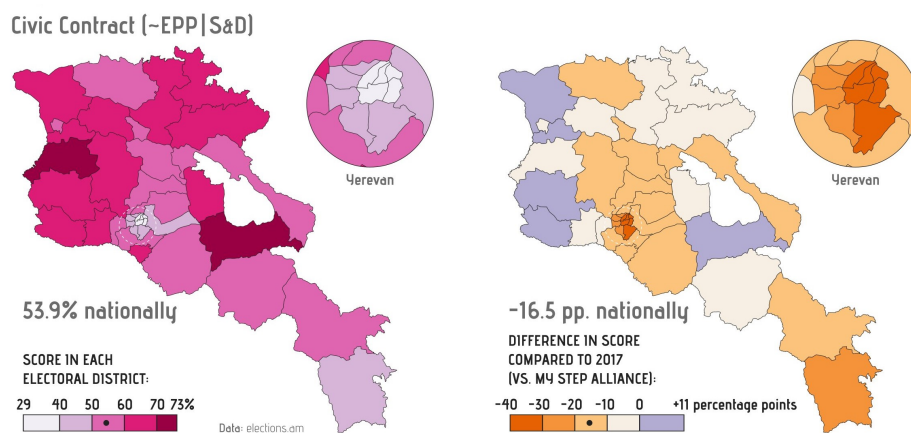 Civic Contract (~EPP|S&D)
Yerevan
Yerevan
53.9% nationally
-16.5 pp. nationally
SCORE IN EACH
ELECTORAL DISTRICT:
29 40 50 60 70 73%
Data: elections.am
DIFFERENCE IN SCORE
COMPARED TO 2017
(VS. MY STEP ALLIANCE):
-40 -30 -20 -10 0 +11 percentage points